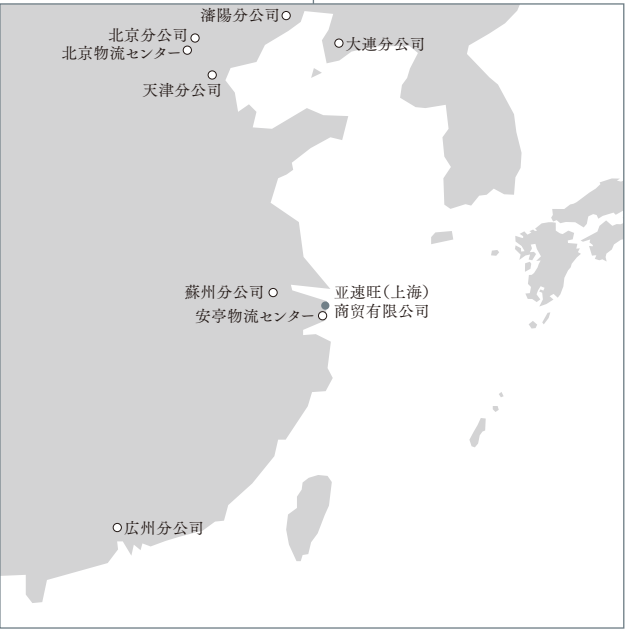 瀋陽分公司
北京分公司
大連分公司
北京物流センター
天津分公司
蘇州分公司
亚速旺（上海）
商贸有限公司
安亭物流センター
広州分公司